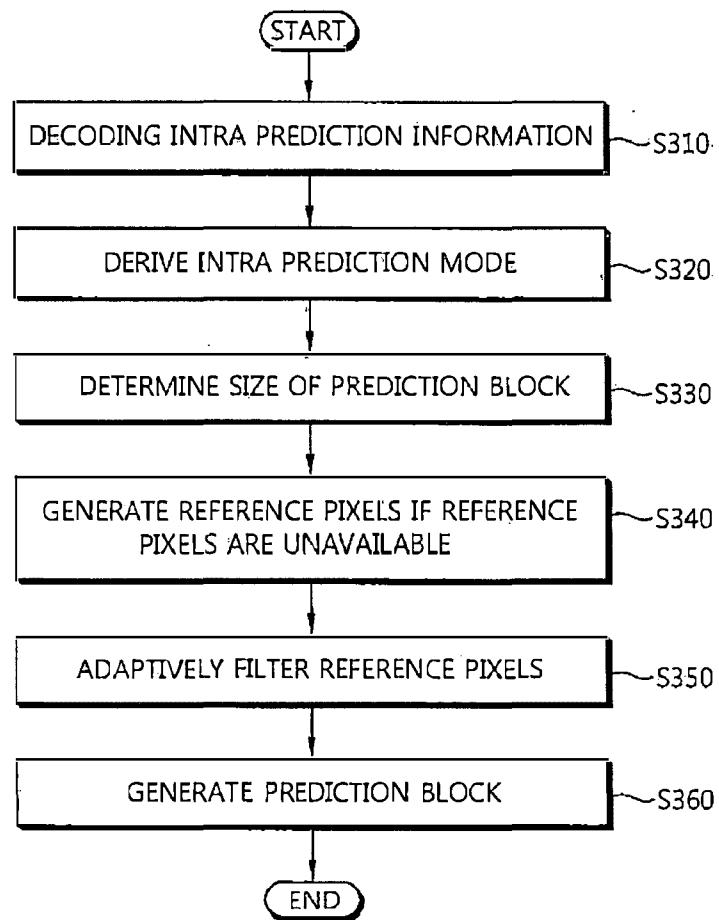 START
DECODING INTRA PREDICTION INFORMATION
S310
DERIVE INTRA PREDICTION MODE
S320
DETERMINE SIZE OF PREDICTION BLOCK
S330
GENERATE REFERENCE PIXELS IF REFERENCE
PIXELS ARE UNAVAILABLE
S340
ADAPTIVELY FILTER REFERENCE PIXELS
S350
GENERATE PREDICTION BLOCK
S360
END